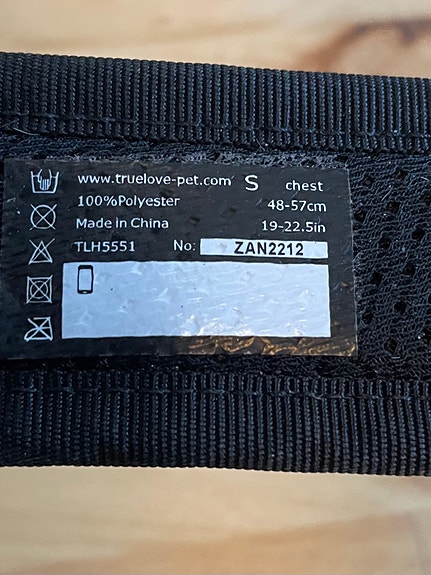 www.truelove-pet.com S chest
100%Polyester 48-57cm
Made in China 19-22.5in
TLH5551 No: ZAN2212